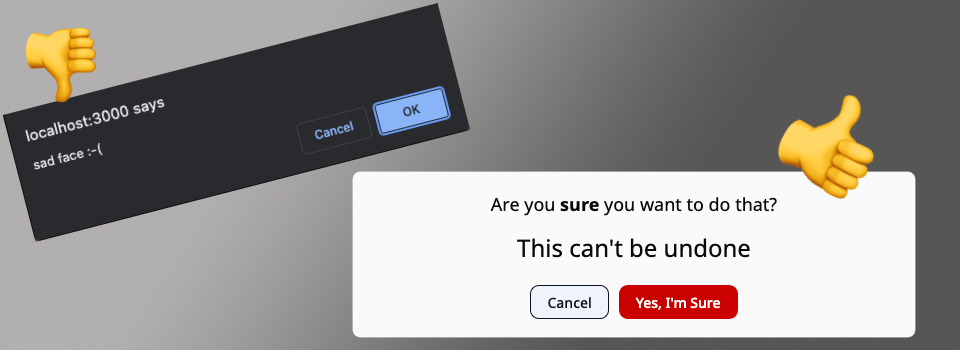 localhost:3000 says
sad face :-(
Cancel
OK
Are you sure you want to do that?
This can't be undone
Cancel
Yes, I'm Sure